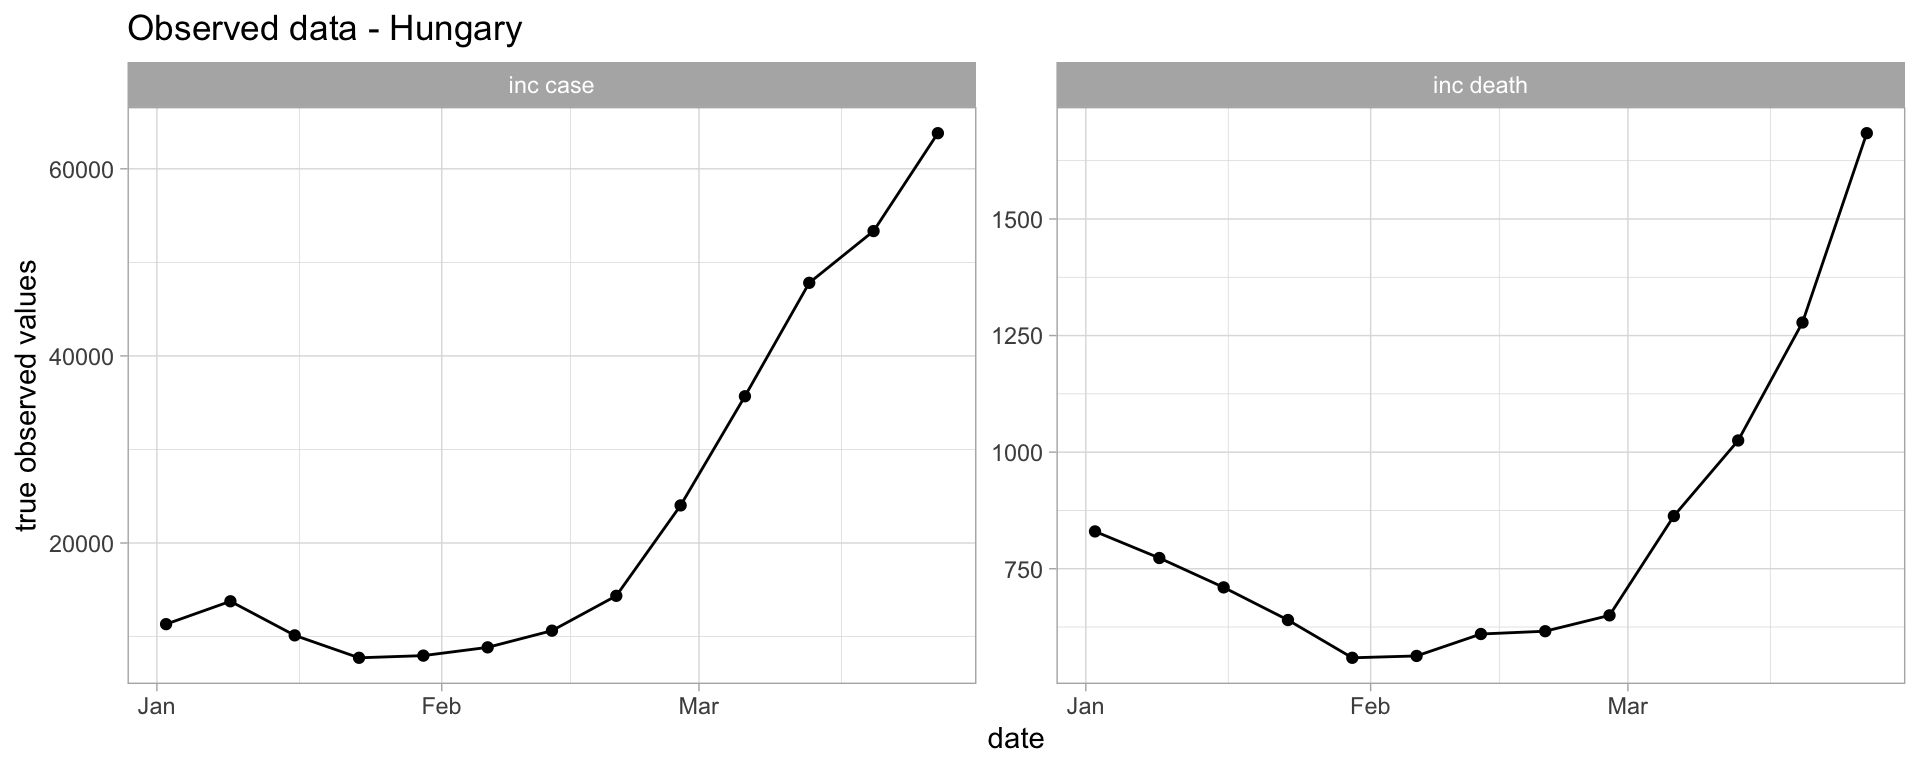 Observed data - Hungary
inc case
inc death
true observed values
60000
40000
20000
1500
1250
1000
750
Jan
Feb
Mar
Jan
Feb
Mar
date